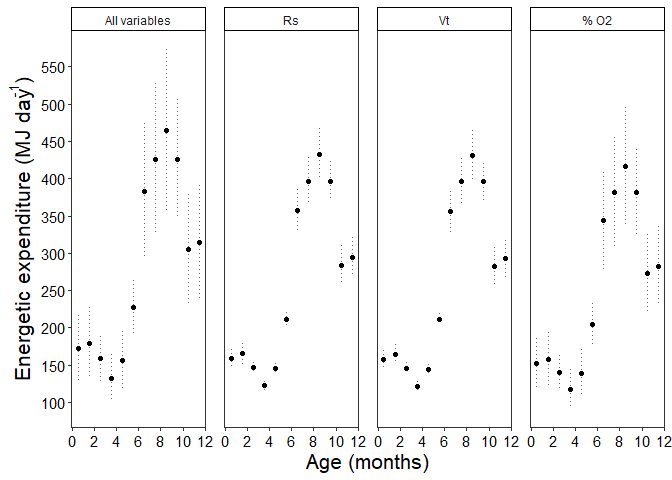 All variables
Rs
Vt
% O2
Energetic expenditure (MJ day-1)
550
500
450
400
350
300
250
200
150
100
0 2 4 6 8 10 12
0 2 4 6 8 10 12
0 2 4 6 8 10 12
0 2 4 6 8 10 12
Age (months)